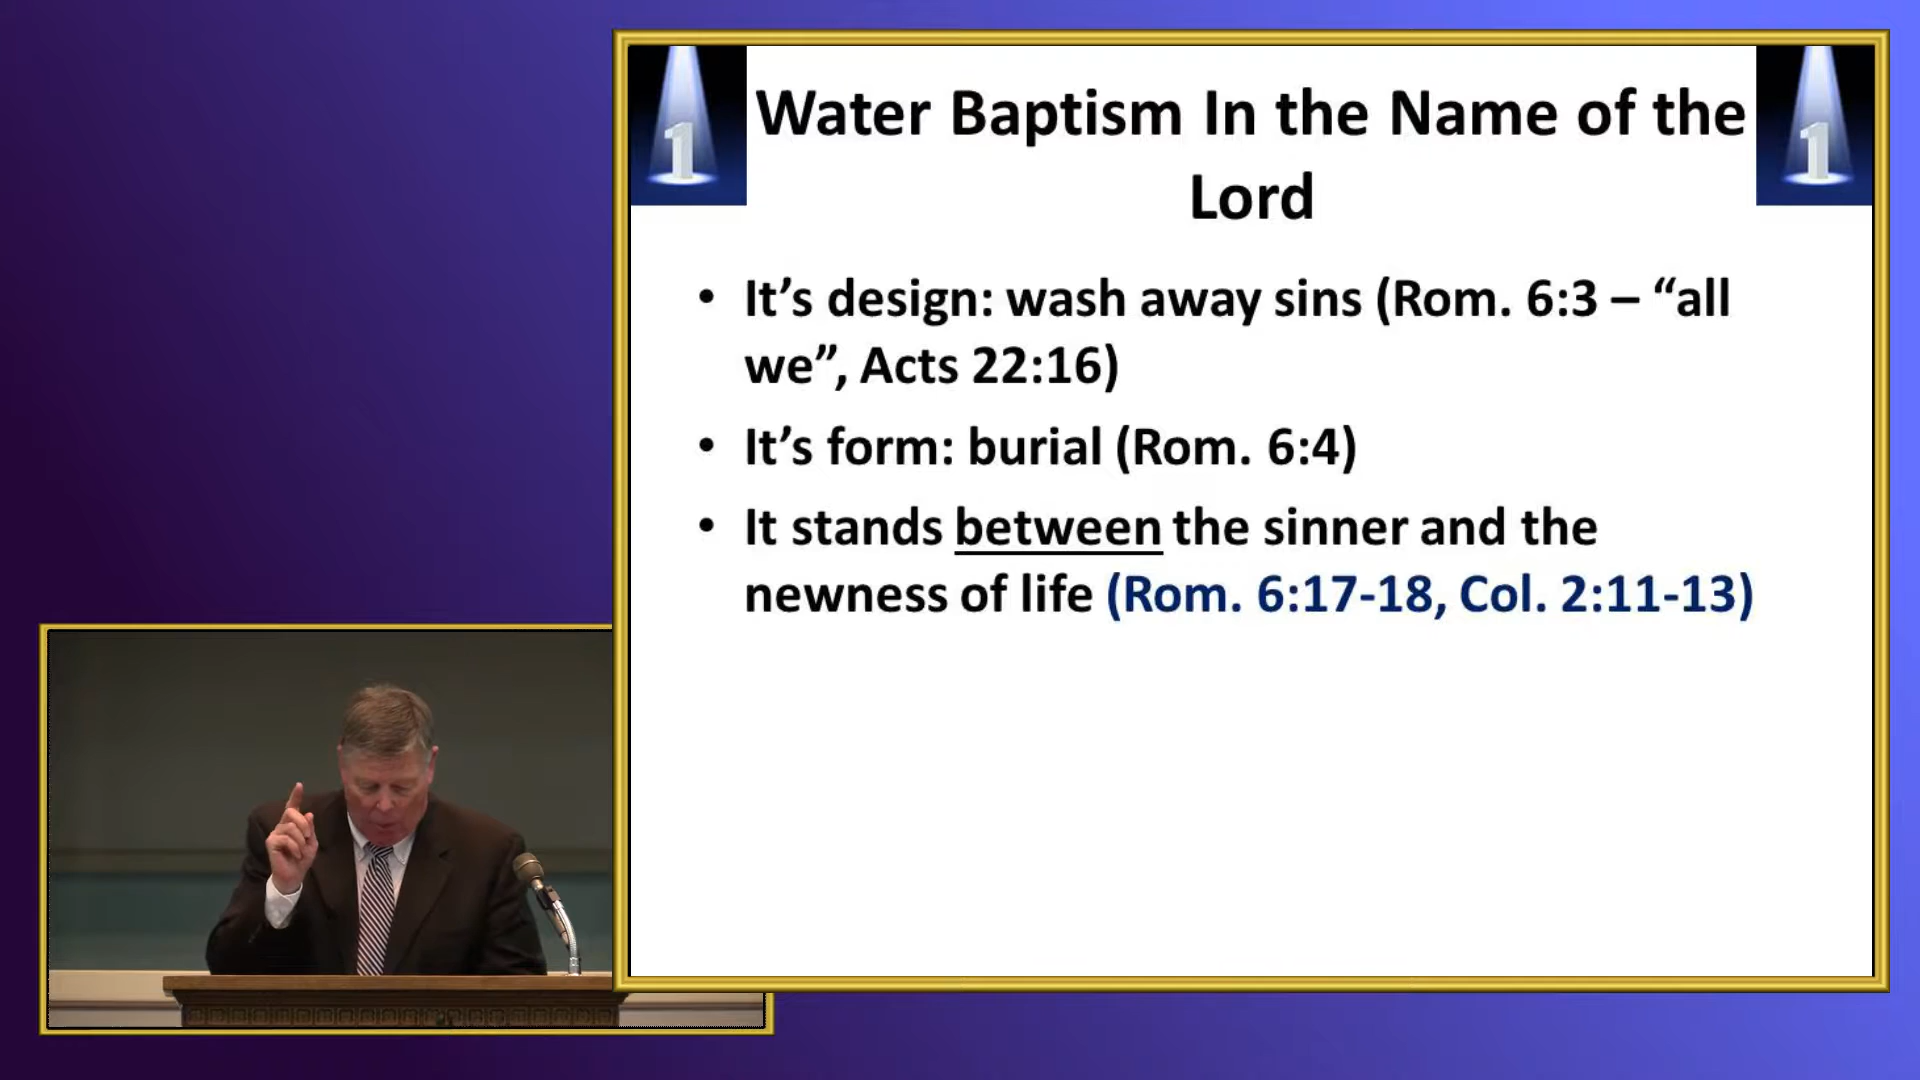 1
1
Water Baptism In the Name of the
Lord
• It’s design: wash away sins (Rom. 6:3 – “all
we”, Acts 22:16)
• It’s form: burial (Rom. 6:4)
• It stands between the sinner and the
newness of life (Rom. 6:17-18, Col. 2:11-13)